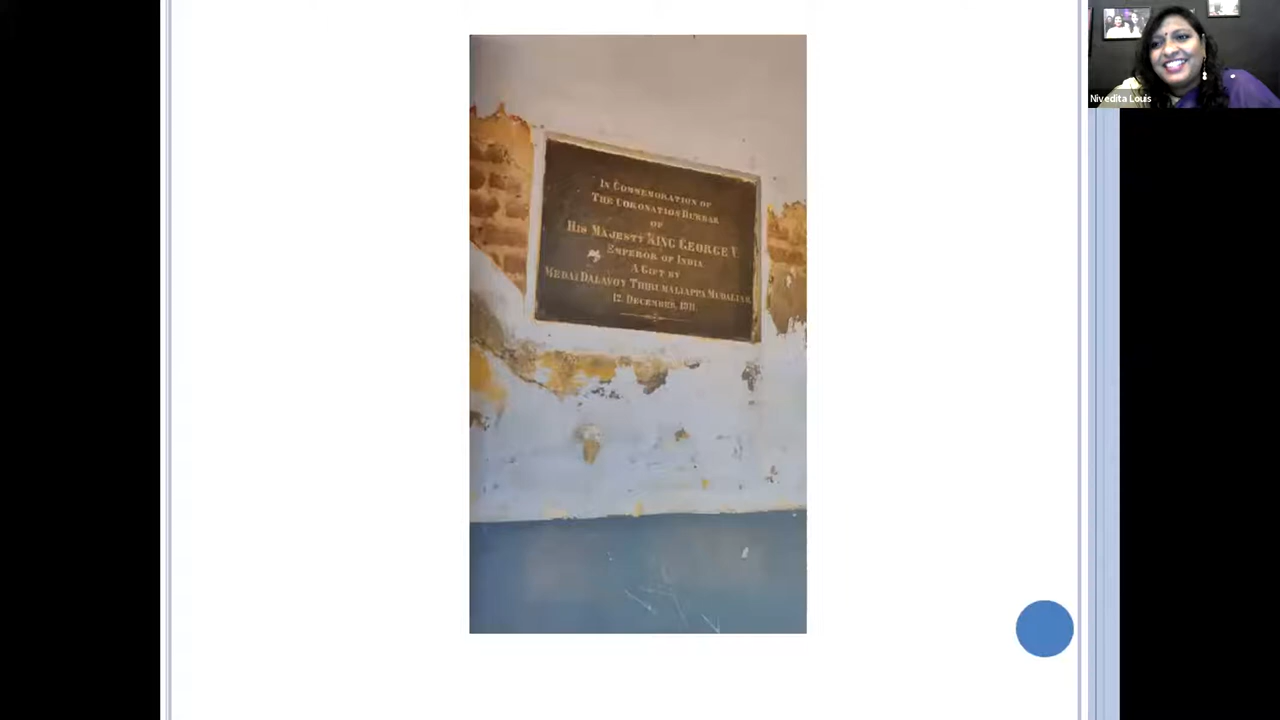 In Commemoration of
The Coronation Durbar
of
His Majesty King George V.
Emperor of India
A Gift by
Medai Dalavoy Thirumaliappa Mudaliar
12. December, 1911.
Nivedita Louis